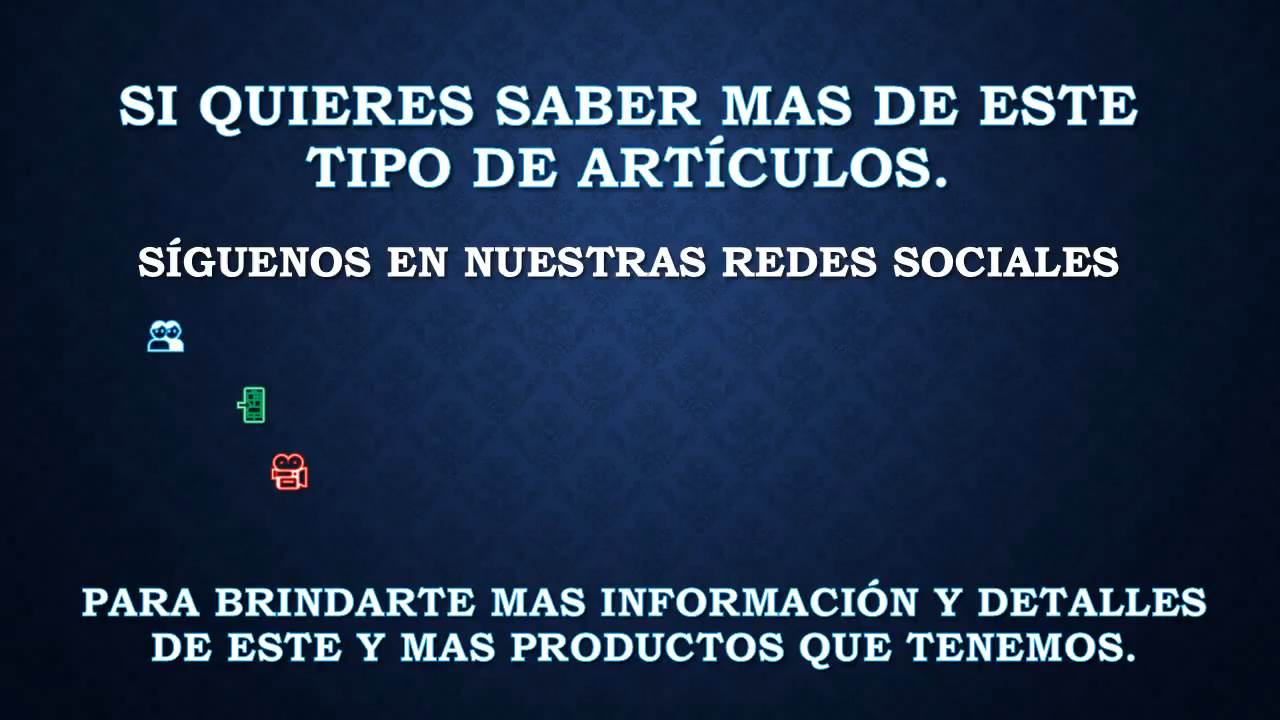 SI QUIERES SABER MAS DE ESTE
TIPO DE ARTÍCULOS.
SÍGUENOS EN NUESTRAS REDES SOCIALES
PARA BRINDARTE MAS INFORMACIÓN Y DETALLES
DE ESTE Y MAS PRODUCTOS QUE TENEMOS.